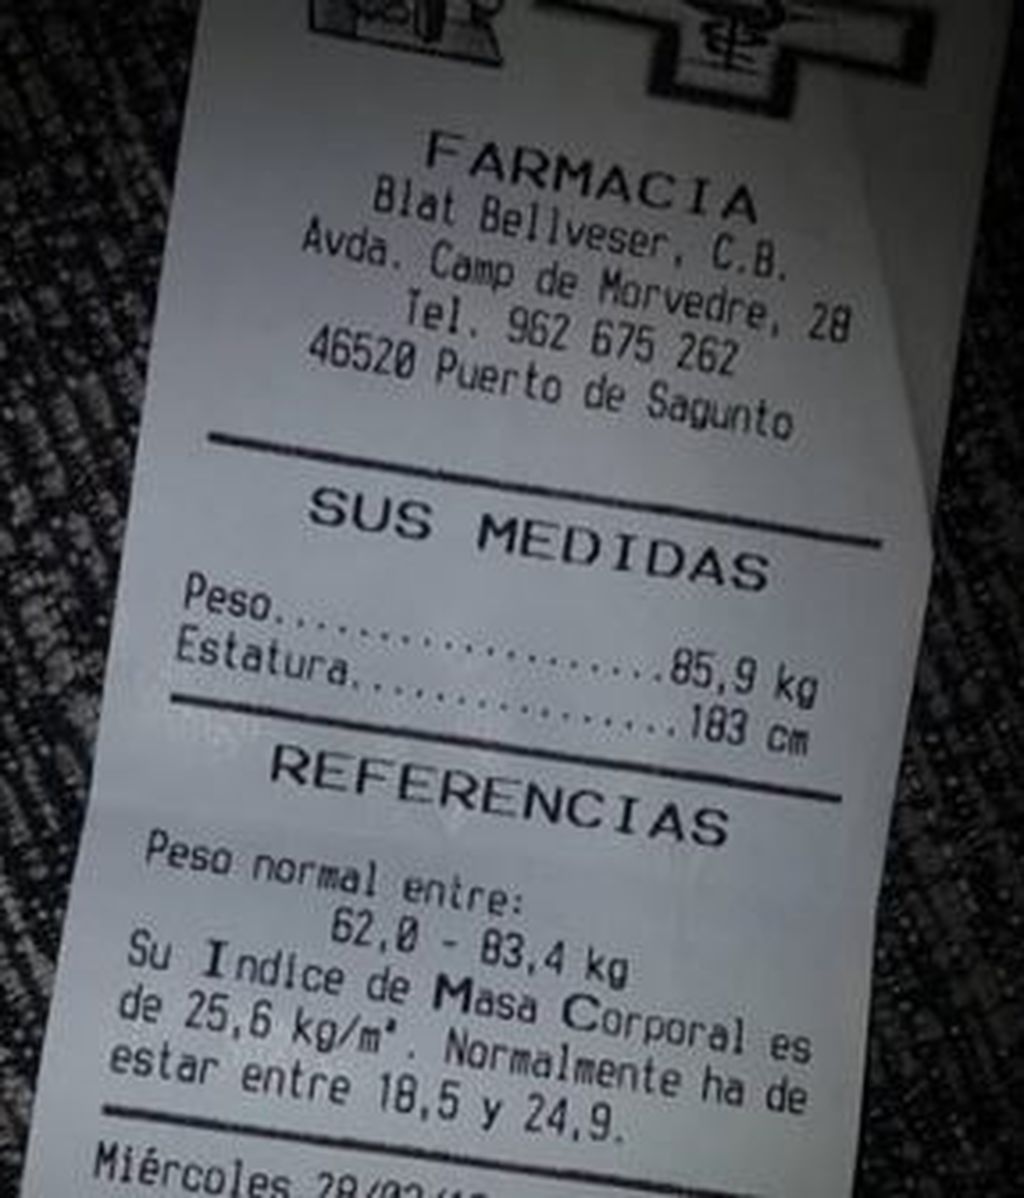 FARMACIA
Blat Bellveser, C.B.
Avda. Camp de Morvedre, 28
Tel. 962 675 262
46520 Puerto de Sagunto
SUS MEDIDAS
Peso..................85,9 kg
Estatura................183 cm
REFERENCIAS
Peso normal entre:
62,0 - 83,4 kg
Su Indice de Masa Corporal es
de 25,6 kg/m². Normalmente ha de
estar entre 18,5 y 24,9.
Miércoles